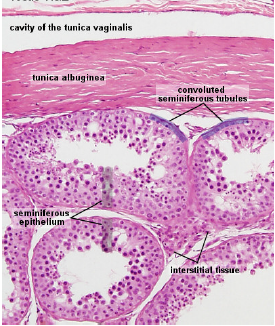 cavity of the tunica vaginalis
tunica albuginea
convoluted
seminiferous tubules
seminiferous
epithelium
interstitial tissue